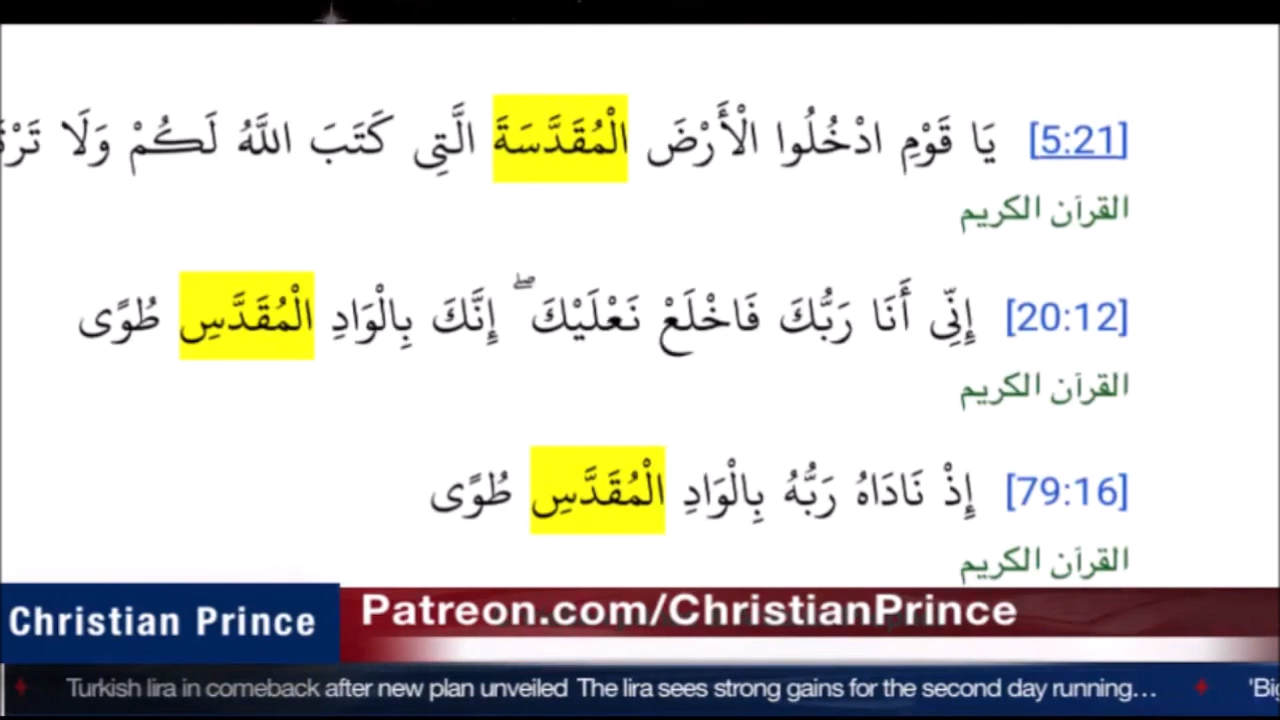 [5:21] يَا قَوْمِ ادْخُلُوا الْأَرْضَ الْمُقَدَّسَةَ الَّتِي كَتَبَ اللَّهُ لَكُمْ وَلَا
القرآن الكريم
[20:12] إِنِّي أَنَا رَبُّكَ فَاخْلَعْ نَعْلَيْكَ ۖ إِنَّكَ بِالْوَادِ الْمُقَدَّسِ طُوًى
القرآن الكريم
[79:16] إِذْ نَادَاهُ رَبُّهُ بِالْوَادِ الْمُقَدَّسِ طُوًى
القرآن الكريم
Christian Prince
Patreon.com/ChristianPrince
Turkish lira in comeback after new plan unveiled The lira sees strong gains for the second day running...